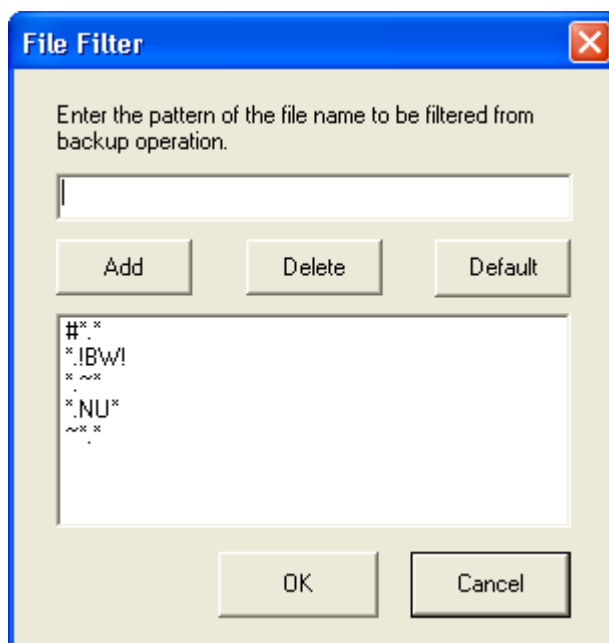 File Filter
Enter the pattern of the file name to be filtered from
backup operation.
Add Delete Default
#*.*
*.!BW!
*.~*
*.NU*
~*.*
OK Cancel